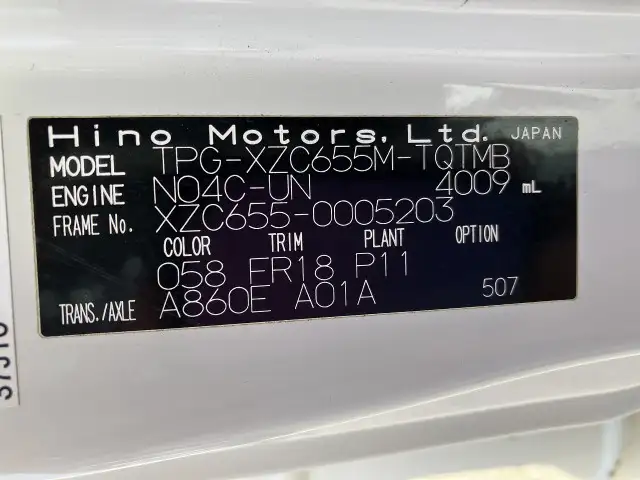 Hino Motors, Ltd. JAPAN
MODEL TPG-XZC655M-TQTMB
ENGINE N04C-UN 4009 mL
FRAME No. XZC655-0005203
COLOR TRIM PLANT OPTION
058 FR18 P11
TRANS./AXLE A860E A01A 507